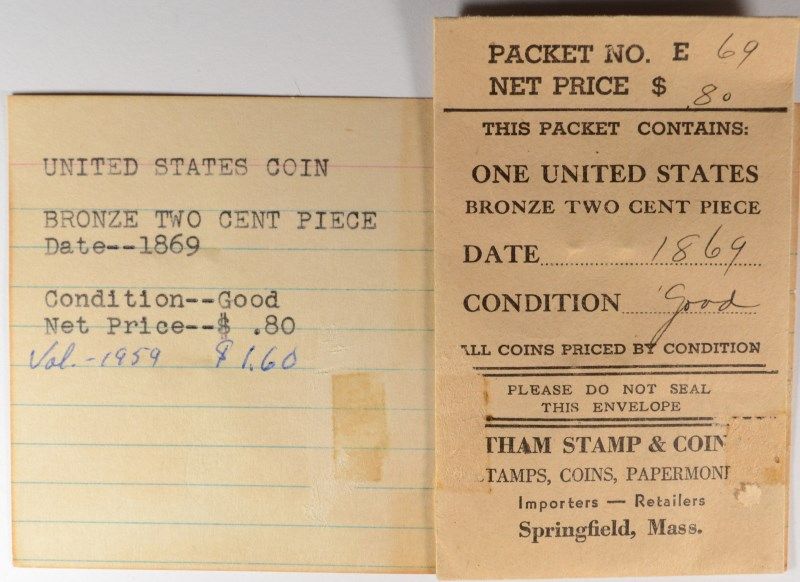 UNITED STATES COIN
BRONZE TWO CENT PIECE
Date--1869
Condition--Good
Net Price--$ .80
Val.-1959 $1.60
PACKET NO. E 69
NET PRICE $ .80
THIS PACKET CONTAINS:
ONE UNITED STATES
BRONZE TWO CENT PIECE
DATE 1869
CONDITION Good
ALL COINS PRICED BY CONDITION
PLEASE DO NOT SEAL
THIS ENVELOPE
THAM STAMP & COIN
TAMPS, COINS, PAPERMON
Importers — Retailers
Springfield, Mass.